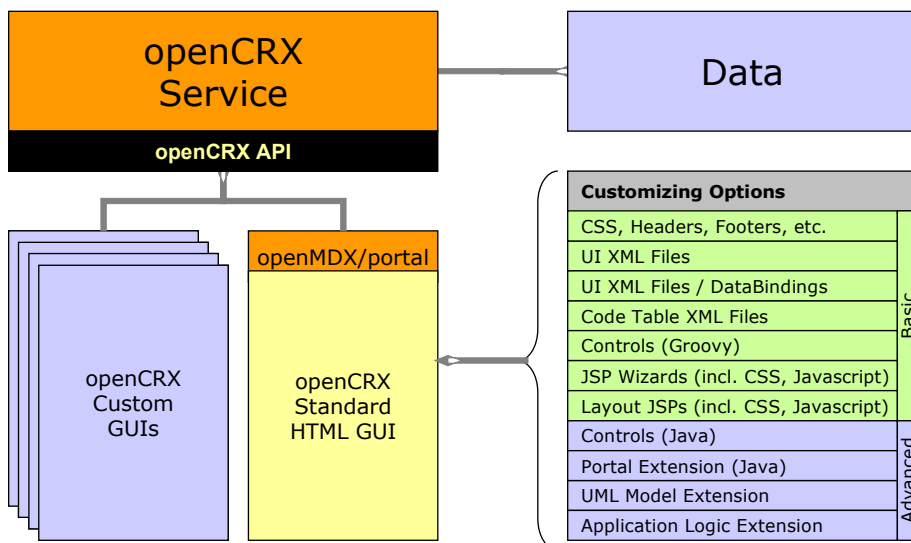 openCRX
Service
openCRX API
Data
openMDX/portal
openCRX
Custom
GUIs
openCRX
Standard
HTML GUI
Customizing Options
CSS, Headers, Footers, etc.
UI XML Files
UI XML Files / DataBindings
Code Table XML Files
Controls (Groovy)
JSP Wizards (incl. CSS, Javascript)
Layout JSPs (incl. CSS, Javascript)
Basic
Controls (Java)
Portal Extension (Java)
UML Model Extension
Application Logic Extension
Advanced